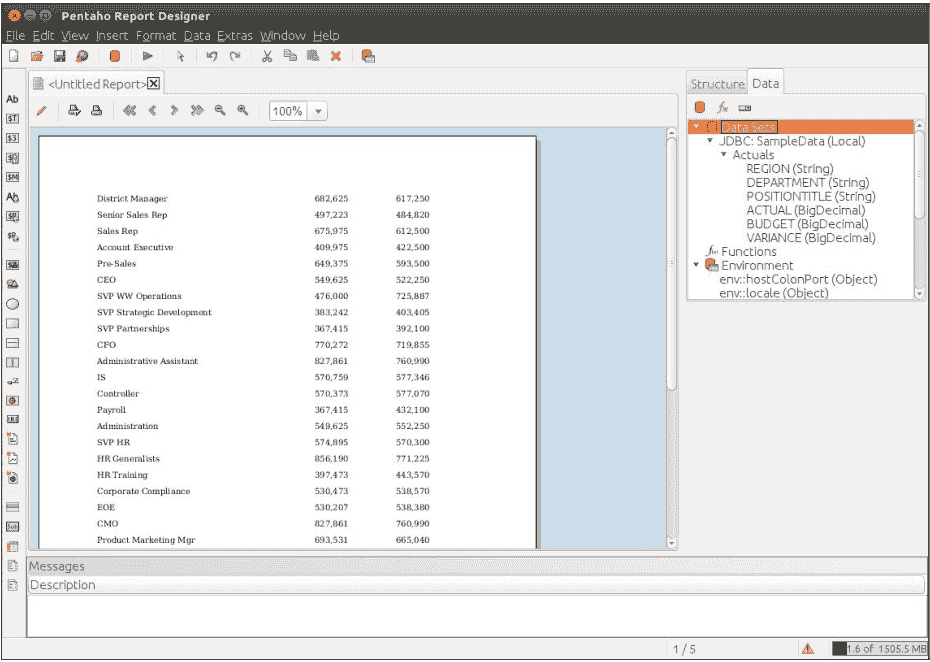 Pentaho Report Designer
File Edit View Insert Format Data Extras Window Help
<Untitled Report>
Structure Data
100%
Data Sets
JDBC: SampleData (Local)
Actuals
REGION (String)
DEPARTMENT (String)
POSITIONTITLE (String)
ACTUAL (BigDecimal)
BUDGET (BigDecimal)
VARIANCE (BigDecimal)
Functions
Environment
env::hostColonPort (Object)
env::locale (Object)
District Manager 682,625 617,250
Senior Sales Rep 497,223 484,820
Sales Rep 675,975 612,500
Account Executive 409,975 422,500
Pre-Sales 649,375 593,500
CEO 549,625 522,250
SVP WW Operations 476,000 725,887
SVP Strategic Development 383,242 403,405
SVP Partnerships 367,415 392,100
CFO 770,272 719,855
Administrative Assistant 827,861 760,990
IS 570,759 577,346
Controller 570,373 577,070
Payroll 367,415 432,100
Administration 549,625 552,250
SVP HR 574,895 570,300
HR Generalists 856,190 771,225
HR Training 397,473 443,570
Corporate Compliance 530,473 538,570
EOE 530,207 538,380
CMO 827,861 760,990
Product Marketing Mgr 693,531 665,040
Messages
Description
1 / 5
1.6 of 1505.5 MB